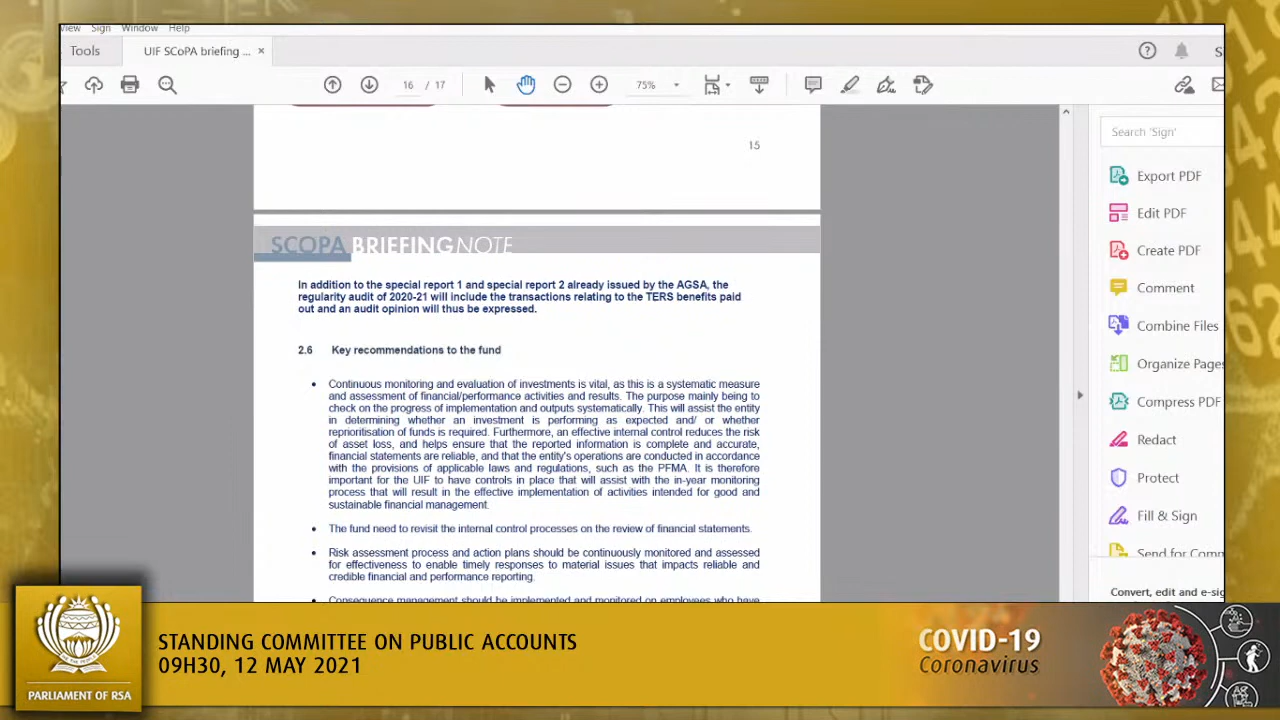 View Sign Window Help
Tools UIF SCoPA briefing ... ×
16 / 17 75%
15
Search 'Sign'
Export PDF
Edit PDF
Create PDF
Comment
Combine Files
Organize Pages
Compress PDF
Redact
Protect
Fill & Sign
Send for Comm
Convert, edit and e-sig
SCOPA BRIEFINGNOTE
In addition to the special report 1 and special report 2 already issued by the AGSA, the
regularity audit of 2020-21 will include the transactions relating to the TERS benefits paid
out and an audit opinion will thus be expressed.
2.6 Key recommendations to the fund
• Continuous monitoring and evaluation of investments is vital, as this is a systematic measure
and assessment of financial/performance activities and results. The purpose mainly being to
check on the progress of implementation and outputs systematically. This will assist the entity
in determining whether an investment is performing as expected and/ or whether
reprioritisation of funds is required. Furthermore, an effective internal control reduces the risk
of asset loss, and helps ensure that the reported information is complete and accurate,
financial statements are reliable, and that the entity's operations are conducted in accordance
with the provisions of applicable laws and regulations, such as the PFMA. It is therefore
important for the UIF to have controls in place that will assist with the in-year monitoring
process that will result in the effective implementation of activities intended for good and
sustainable financial management.
• The fund need to revisit the internal control processes on the review of financial statements.
• Risk assessment process and action plans should be continuously monitored and assessed
for effectiveness to enable timely responses to material issues that impacts reliable and
credible financial and performance reporting.
• Consequence management should be implemented and monitored on employees who have
STANDING COMMITTEE ON PUBLIC ACCOUNTS
09H30, 12 MAY 2021
PARLIAMENT OF RSA
COVID-19
Coronavirus